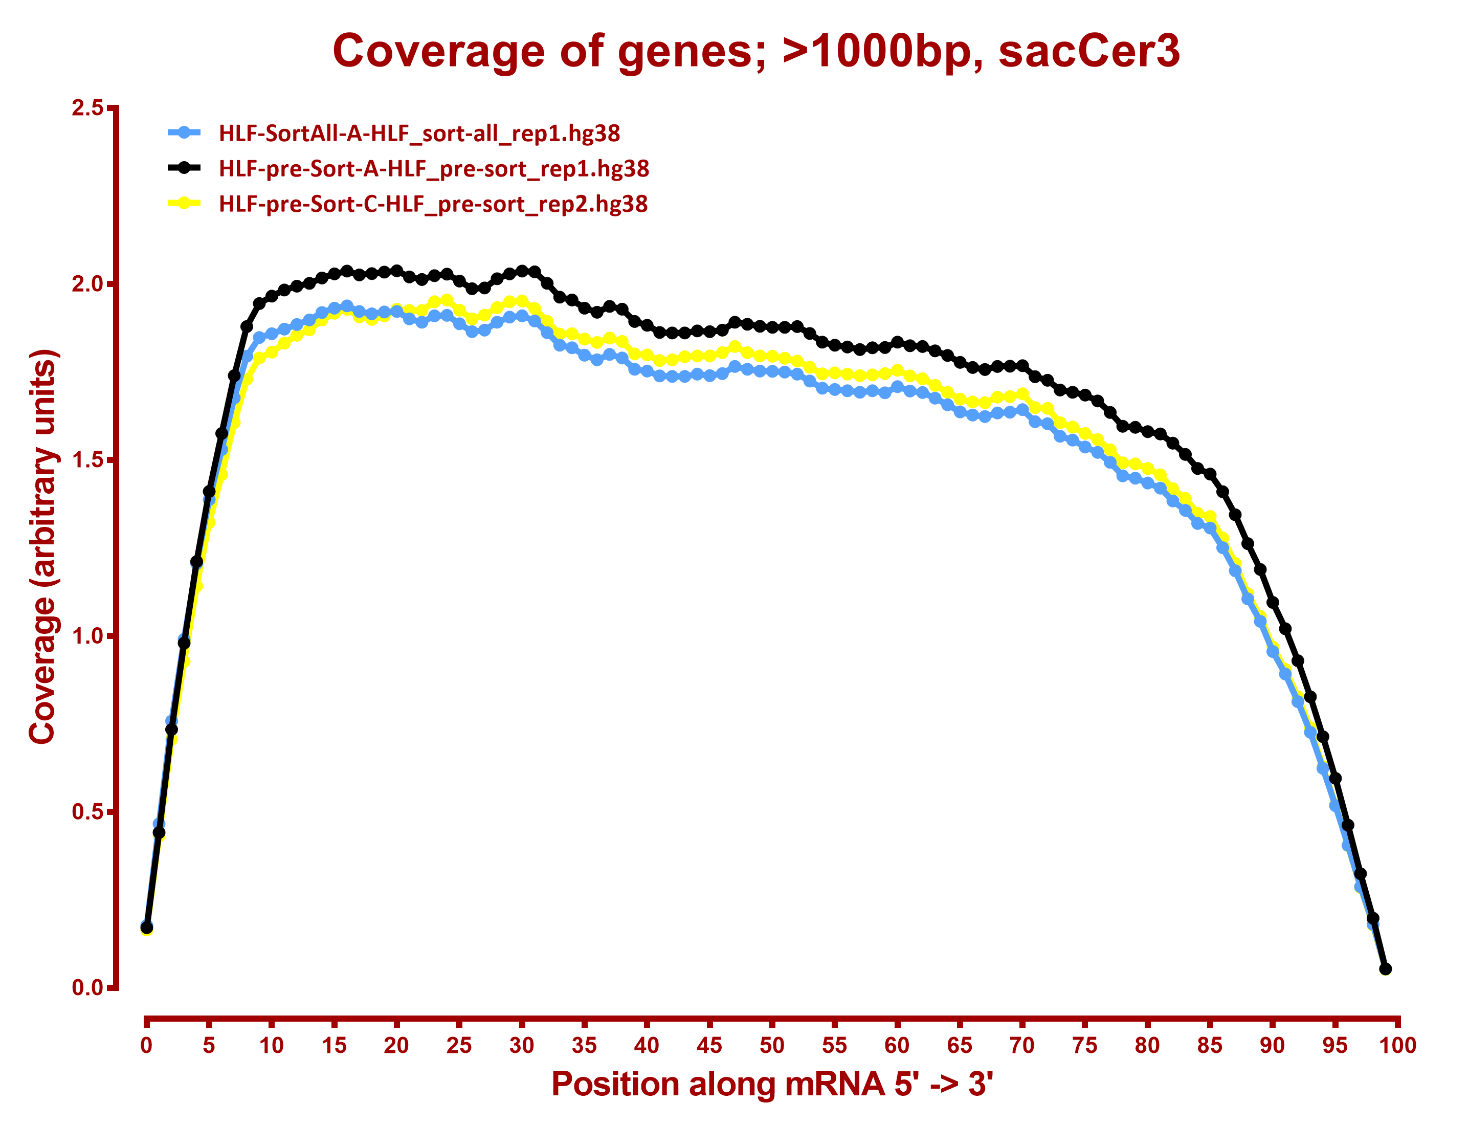 Coverage of genes; >1000bp, sacCer3
2.5
HLF-SortAll-A-HLF_sort-all_rep1.hg38
HLF-pre-Sort-A-HLF_pre-sort_rep1.hg38
HLF-pre-Sort-C-HLF_pre-sort_rep2.hg38
2.0
1.5
Coverage (arbitrary units)
1.0
0.5
0.0
0 5 10 15 20 25 30 35 40 45 50 55 60 65 70 75 80 85 90 95 100
Position along mRNA 5' -> 3'